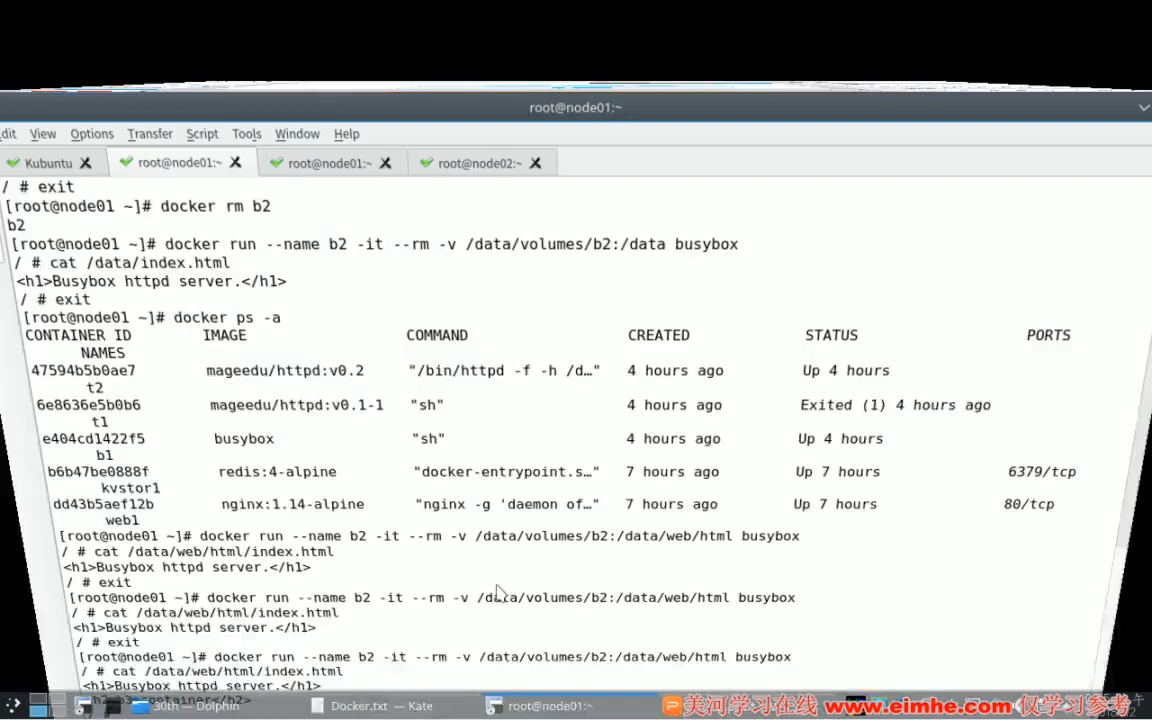 root@node01:~
dit View Options Transfer Script Tools Window Help
Kubuntu root@node01:~ root@node01:~ root@node02:~
/ # exit
[root@node01 ~]# docker rm b2
b2
[root@node01 ~]# docker run --name b2 -it --rm -v /data/volumes/b2:/data busybox
/ # cat /data/index.html
<h1>Busybox httpd server.</h1>
/ # exit
[root@node01 ~]# docker ps -a
CONTAINER ID IMAGE COMMAND CREATED STATUS PORTS
NAMES
47594b5b0ae7 mageedu/httpd:v0.2 "/bin/httpd -f -h /d…" 4 hours ago Up 4 hours
t2
6e8636e5b0b6 mageedu/httpd:v0.1-1 "sh" 4 hours ago Exited (1) 4 hours ago
t1
e404cd1422f5 busybox "sh" 4 hours ago Up 4 hours
b1
b6b47be0888f redis:4-alpine "docker-entrypoint.s…" 7 hours ago Up 7 hours 6379/tcp
kvstor1
dd43b5aef12b nginx:1.14-alpine "nginx -g 'daemon of…" 7 hours ago Up 7 hours 80/tcp
web1
[root@node01 ~]# docker run --name b2 -it --rm -v /data/volumes/b2:/data/web/html busybox
/ # cat /data/web/html/index.html
<h1>Busybox httpd server.</h1>
/ # exit
[root@node01 ~]# docker run --name b2 -it --rm -v /data/volumes/b2:/data/web/html busybox
/ # cat /data/web/html/index.html
<h1>Busybox httpd server.</h1>
/ # exit
[root@node01 ~]# docker run --name b2 -it --rm -v /data/volumes/b2:/data/web/html busybox
/ # cat /data/web/html/index.html
<h1>Busybox httpd server.</h1>
30th — Dolphin Docker.txt — Kate root@node01:~ 美河学习在线 www.eimhe.com 仅学习参考